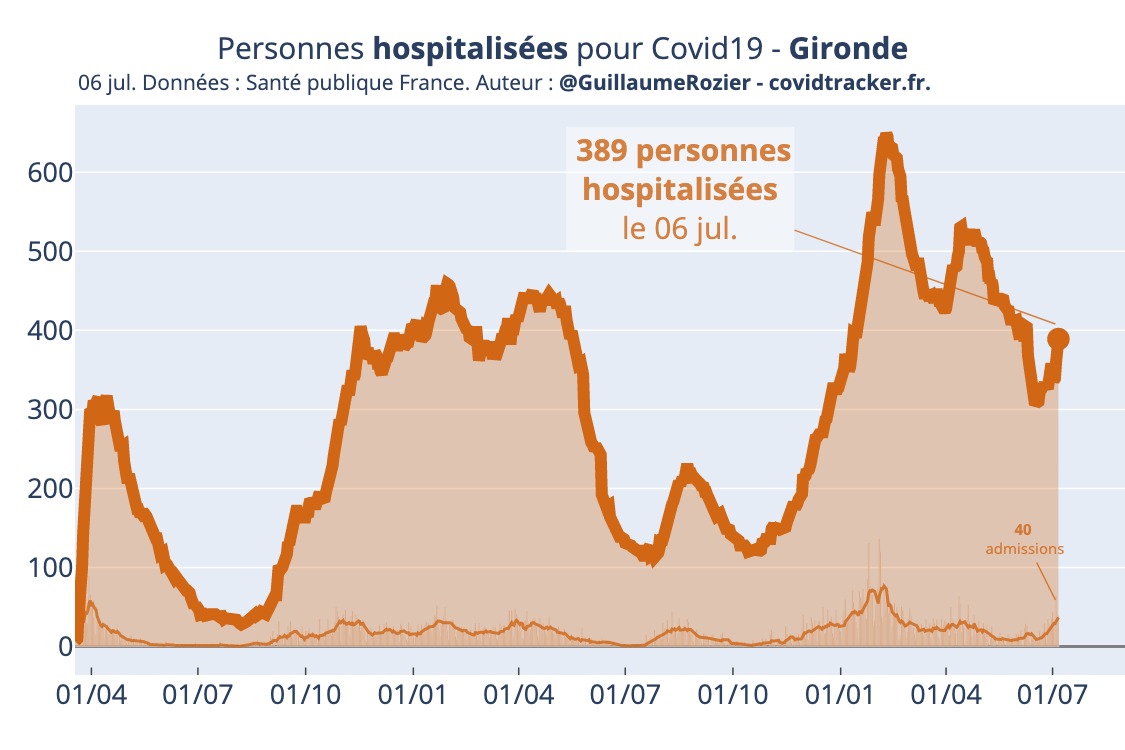 Personnes hospitalisées pour Covid19 - Gironde
06 jul. Données : Santé publique France. Auteur : @GuillaumeRozier - covidtracker.fr.
389 personnes
hospitalisées
le 06 jul.
600
500
400
300
200
100
0
40
admissions
01/04 01/07 01/10 01/01 01/04 01/07 01/10 01/01 01/04 01/07